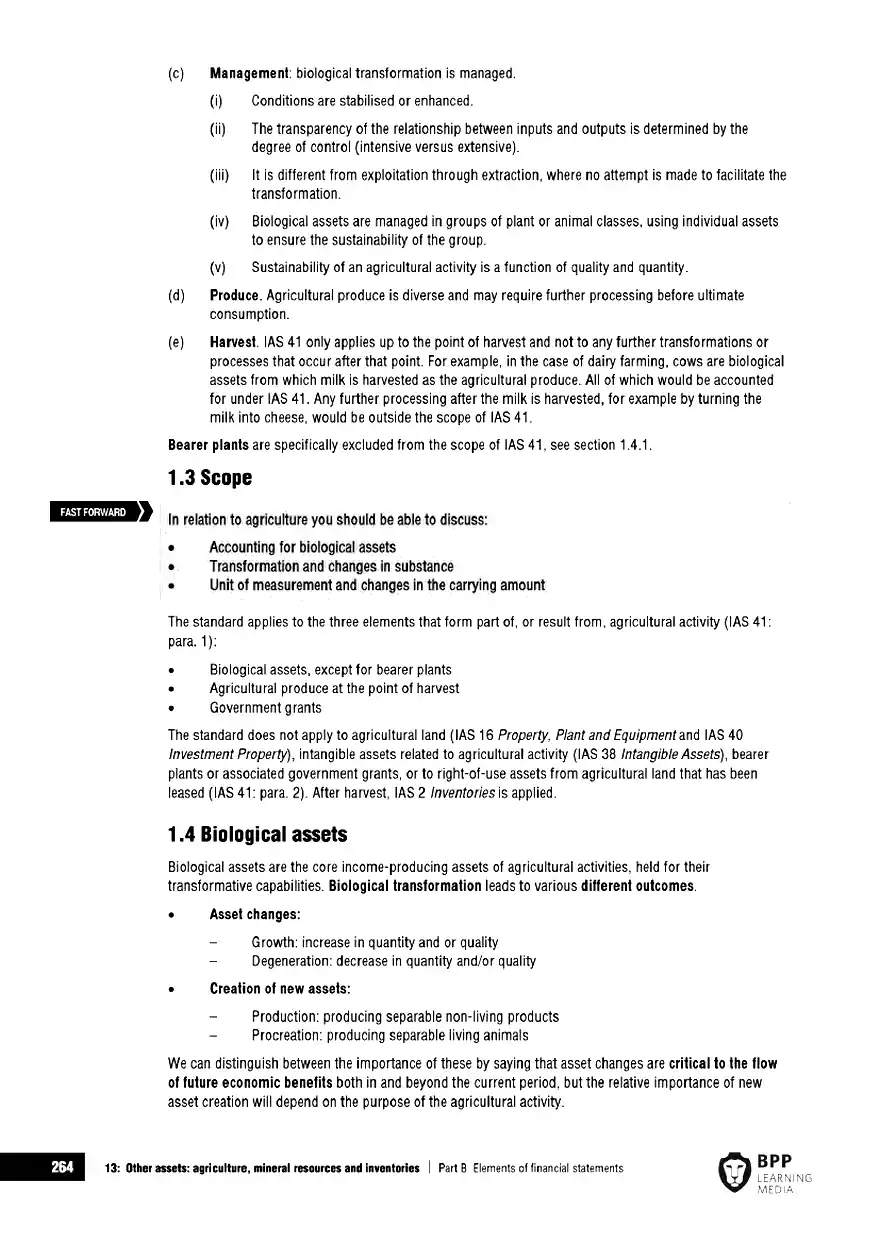 (c) Management: biological transformation is managed.
(i) Conditions are stabilised or enhanced.
(ii) The transparency of the relationship between inputs and outputs is determined by the
degree of control (intensive versus extensive).
(iii) It is different from exploitation through extraction, where no attempt is made to facilitate the
transformation.
(iv) Biological assets are managed in groups of plant or animal classes, using individual assets
to ensure the sustainability of the group.
(v) Sustainability of an agricultural activity is a function of quality and quantity.
(d) Produce. Agricultural produce is diverse and may require further processing before ultimate
consumption.
(e) Harvest. IAS 41 only applies up to the point of harvest and not to any further transformations or
processes that occur after that point. For example, in the case of dairy farming, cows are biological
assets from which milk is harvested as the agricultural produce. All of which would be accounted
for under IAS 41. Any further processing after the milk is harvested, for example by turning the
milk into cheese, would be outside the scope of IAS 41.
Bearer plants are specifically excluded from the scope of IAS 41, see section 1.4.1.
1.3 Scope
FAST FORWARD
In relation to agriculture you should be able to discuss:
• Accounting for biological assets
• Transformation and changes in substance
• Unit of measurement and changes in the carrying amount
The standard applies to the three elements that form part of, or result from, agricultural activity (IAS 41:
para. 1):
• Biological assets, except for bearer plants
• Agricultural produce at the point of harvest
• Government grants
The standard does not apply to agricultural land (IAS 16 Property, Plant and Equipment and IAS 40
Investment Property), intangible assets related to agricultural activity (IAS 38 Intangible Assets), bearer
plants or associated government grants, or to right-of-use assets from agricultural land that has been
leased (IAS 41: para. 2). After harvest, IAS 2 Inventories is applied.
1.4 Biological assets
Biological assets are the core income-producing assets of agricultural activities, held for their
transformative capabilities. Biological transformation leads to various different outcomes.
• Asset changes:
– Growth: increase in quantity and or quality
– Degeneration: decrease in quantity and/or quality
• Creation of new assets:
– Production: producing separable non-living products
– Procreation: producing separable living animals
We can distinguish between the importance of these by saying that asset changes are critical to the flow
of future economic benefits both in and beyond the current period, but the relative importance of new
asset creation will depend on the purpose of the agricultural activity.
264 13: Other assets: agriculture, mineral resources and inventories | Part B Elements of financial statements
BPP
LEARNING
MEDIA